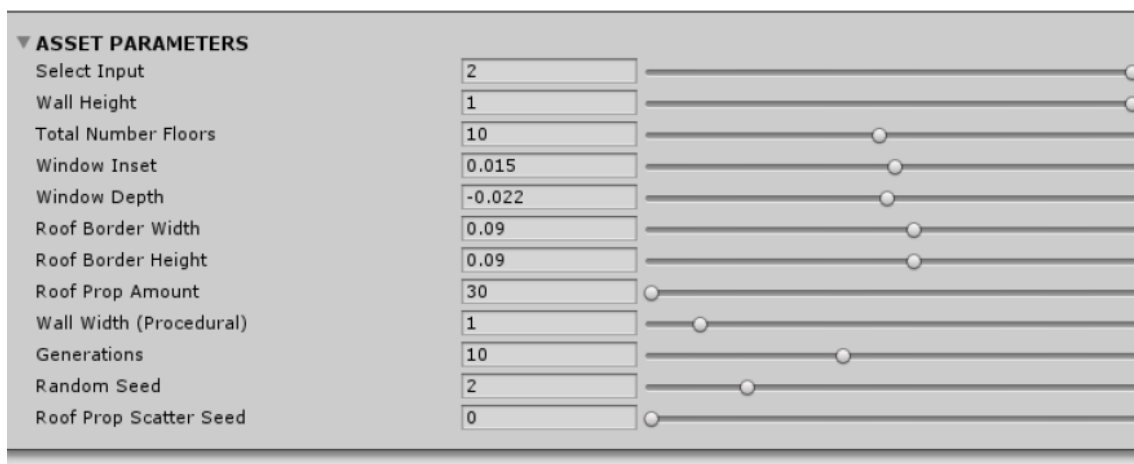 ASSET PARAMETERS
Select Input 2
Wall Height 1
Total Number Floors 10
Window Inset 0.015
Window Depth -0.022
Roof Border Width 0.09
Roof Border Height 0.09
Roof Prop Amount 30
Wall Width (Procedural) 1
Generations 10
Random Seed 2
Roof Prop Scatter Seed 0